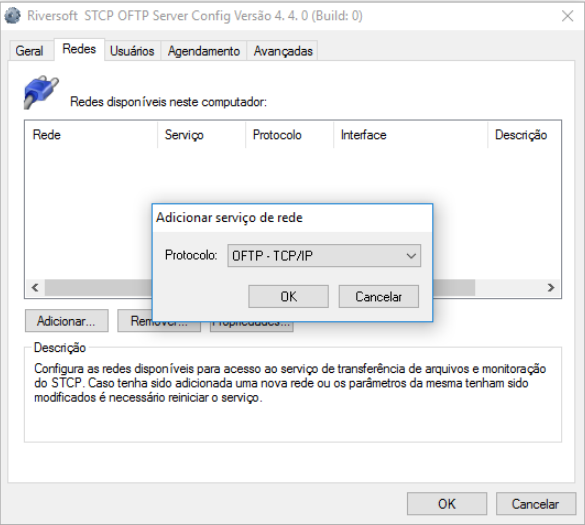 Riversoft STCP OFTP Server Config Versão 4. 4. 0 (Build: 0)
Geral Redes Usuários Agendamento Avançadas
Redes disponíveis neste computador:
Rede Serviço Protocolo Interface Descrição
Adicionar serviço de rede
Protocolo: OFTP - TCP/IP
OK Cancelar
Adicionar... Remover... Propriedades...
Descrição
Configura as redes disponíveis para acesso ao serviço de transferência de arquivos e monitoração
do STCP. Caso tenha sido adicionada uma nova rede ou os parâmetros da mesma tenham sido
modificados é necessário reiniciar o serviço.
OK Cancelar